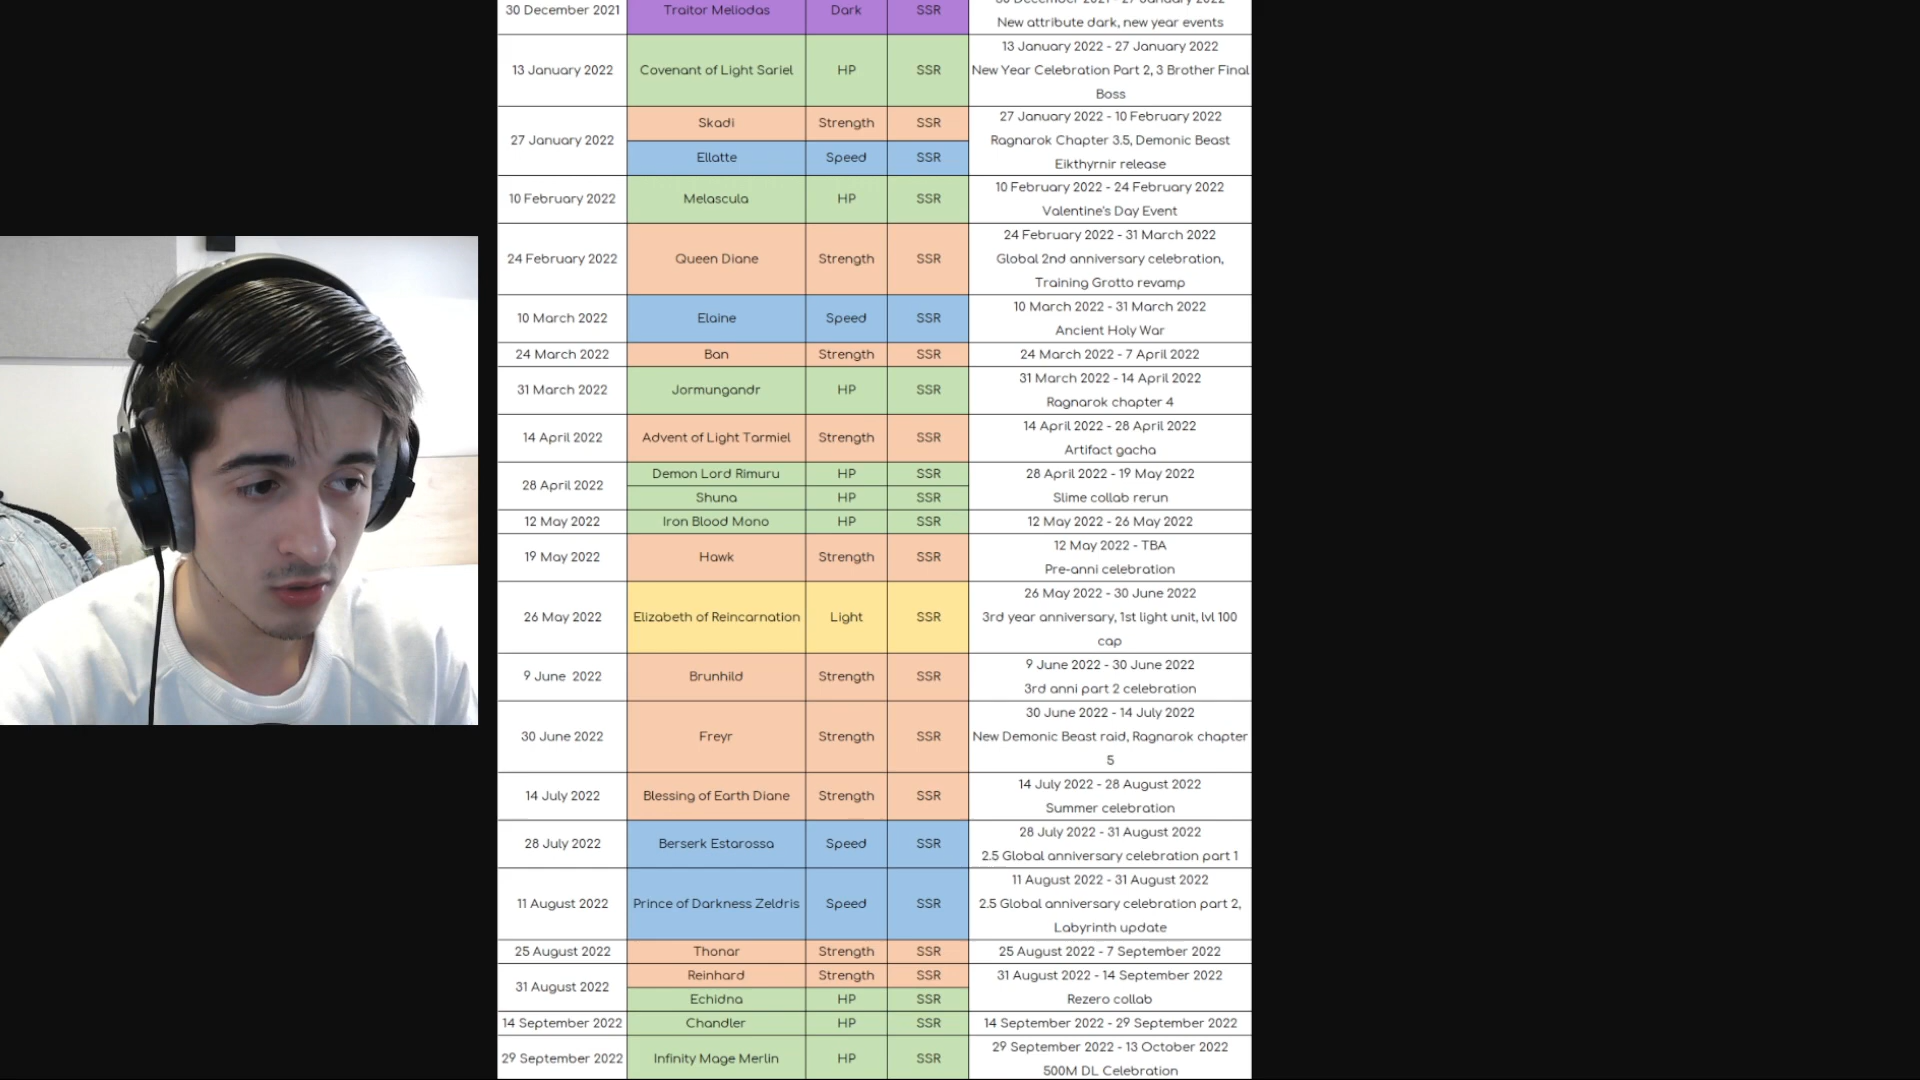 30 December 2021 Traitor Meliodas Dark SSR
New attribute dark, new year events
13 January 2022 Covenant of Light Sariel HP SSR 13 January 2022 - 27 January 2022
New Year Celebration Part 2, 3 Brother Final
Boss
27 January 2022 Skadi Strength SSR 27 January 2022 - 10 February 2022
Ragnarok Chapter 3.5, Demonic Beast
Ellatte Speed SSR Eikthyrnir release
10 February 2022 Melascula HP SSR 10 February 2022 - 24 February 2022
Valentine's Day Event
24 February 2022 Queen Diane Strength SSR 24 February 2022 - 31 March 2022
Global 2nd anniversary celebration,
Training Grotto revamp
10 March 2022 Elaine Speed SSR 10 March 2022 - 31 March 2022
Ancient Holy War
24 March 2022 Ban Strength SSR 24 March 2022 - 7 April 2022
31 March 2022 Jormungandr HP SSR 31 March 2022 - 14 April 2022
Ragnarok chapter 4
14 April 2022 Advent of Light Tarmiel Strength SSR 14 April 2022 - 28 April 2022
Artifact gacha
28 April 2022 Demon Lord Rimuru HP SSR 28 April 2022 - 19 May 2022
Shuna HP SSR Slime collab rerun
12 May 2022 Iron Blood Mono HP SSR 12 May 2022 - 26 May 2022
19 May 2022 Hawk Strength SSR 12 May 2022 - TBA
Pre-anni celebration
26 May 2022 Elizabeth of Reincarnation Light SSR 26 May 2022 - 30 June 2022
3rd year anniversary, 1st light unit, lvl 100
cap
9 June 2022 Brunhild Strength SSR 9 June 2022 - 30 June 2022
3rd anni part 2 celebration
30 June 2022 Freyr Strength SSR 30 June 2022 - 14 July 2022
New Demonic Beast raid, Ragnarok chapter
5
14 July 2022 Blessing of Earth Diane Strength SSR 14 July 2022 - 28 August 2022
Summer celebration
28 July 2022 Berserk Estarossa Speed SSR 28 July 2022 - 31 August 2022
2.5 Global anniversary celebration part 1
11 August 2022 Prince of Darkness Zeldris Speed SSR 11 August 2022 - 31 August 2022
2.5 Global anniversary celebration part 2,
Labyrinth update
25 August 2022 Thonar Strength SSR 25 August 2022 - 7 September 2022
31 August 2022 Reinhard Strength SSR 31 August 2022 - 14 September 2022
Echidna HP SSR Rezero collab
14 September 2022 Chandler HP SSR 14 September 2022 - 29 September 2022
29 September 2022 Infinity Mage Merlin HP SSR 29 September 2022 - 13 October 2022
500M DL Celebration